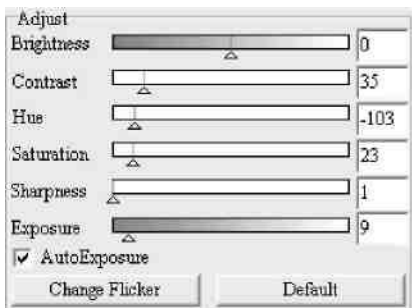 Adjust
Brightness 0
Contrast 35
Hue -103
Saturation 23
Sharpness 1
Exposure 9
AutoExposure
Change Flicker Default